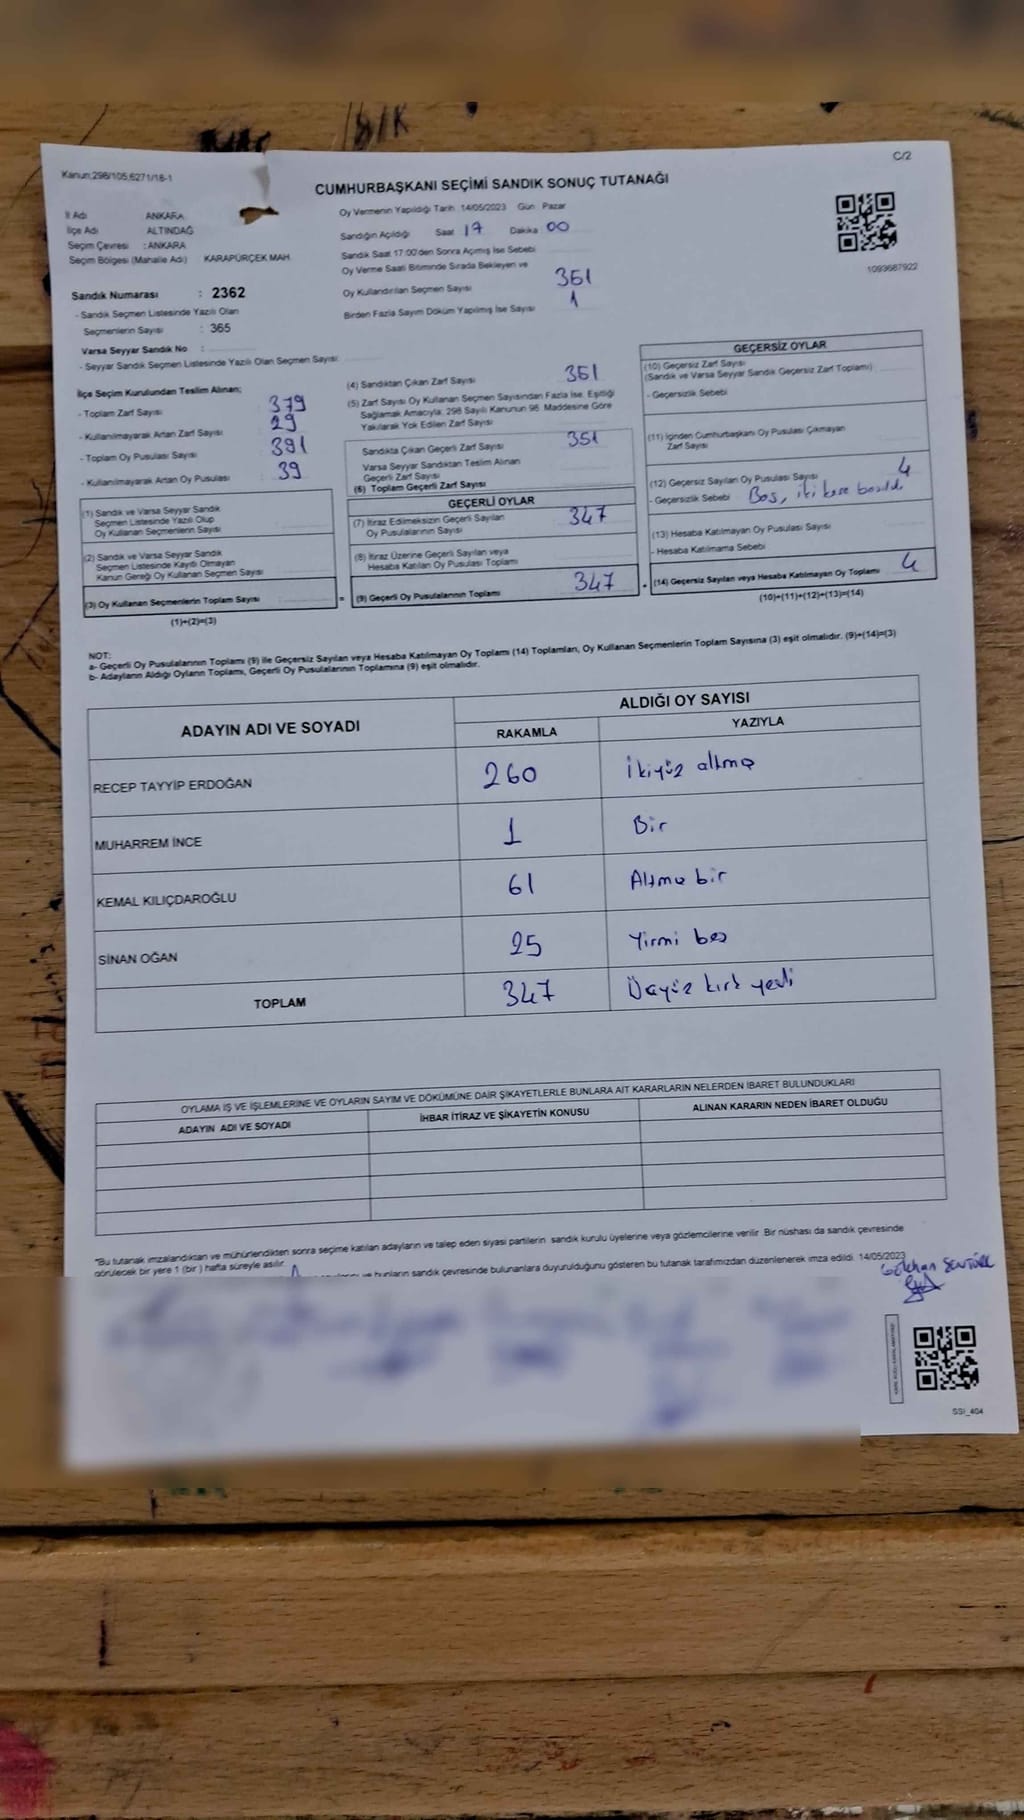 C/2
Kanun;298/105,6271/16-1
CUMHURBAŞKANI SEÇİMİ SANDIK SONUÇ TUTANAĞI
İl Adı ANKARA
İlçe Adı ALTINDAĞ
Seçim Çevresi : ANKARA
Seçim Bölgesi (Mahalle Adı) KARAPÜRÇEK MAH.
Oy Vermenin Yapıldığı Tarih 14/05/2023 Gün Pazar
Sandığın Açıldığı Saat 17 Dakika 00
Sandık Saat 17:00'den Sonra Açımış İse Sebebi
Oy Verme Saati Bitiminde Sırada Bekleyen ve
Oy Kullandırılan Seçmen Sayısı 351
Birden Fazla Sayım Döküm Yapılmış İse Sayısı 1
1093687922
Sandık Numarası : 2362
- Sandık Seçmen Listesinde Yazılı Olan
Seçmenlerin Sayısı : 365
Varsa Seyyar Sandık No :
- Seyyar Sandık Seçmen Listesinde Yazılı Olan Seçmen Sayısı:
İlçe Seçim Kurulundan Teslim Alınan;
- Toplam Zarf Sayısı 379
- Kullanılmayarak Artan Zarf Sayısı 29
- Toplam Oy Pusulası Sayısı 391
- Kullanılmayarak Artan Oy Pusulası 39
(1) Sandık ve Varsa Seyyar Sandık
Seçmen Listesinde Yazılı Olup
Oy Kullanan Seçmenlerin Sayısı
(2) Sandık ve Varsa Seyyar Sandık
Seçmen Listesinde Kayıtlı Olmayan
Kanun Gereği Oy Kullanan Seçmen Sayısı
(3) Oy Kullanan Seçmenlerin Toplam Sayısı
(1)+(2)=(3)
(4) Sandıktan Çıkan Zarf Sayısı 351
(5) Zarf Sayısı Oy Kullanan Seçmen Sayısından Fazla İse, Eşitliği
Sağlamak Amacıyla, 298 Sayılı Kanunun 98. Maddesine Göre
Yakılarak Yok Edilen Zarf Sayısı
Sandıkta Çıkan Geçerli Zarf Sayısı 351
Varsa Seyyar Sandıktan Teslim Alınan
Geçerli Zarf Sayısı
(6) Toplam Geçerli Zarf Sayısı
GEÇERLİ OYLAR
(7) İtiraz Edilmeksizin Geçerli Sayılan
Oy Pusulalarının Sayısı 347
(8) İtiraz Üzerine Geçerli Sayılan veya
Hesaba Katılan Oy Pusulası Toplamı
= (9) Geçerli Oy Pusulalarının Toplamı 347
GEÇERSİZ OYLAR
(10) Geçersiz Zarf Sayısı
(Sandık ve Varsa Seyyar Sandık Geçersiz Zarf Toplamı)
- Geçersizlik Sebebi
(11) İçinden Cumhurbaşkanı Oy Pusulası Çıkmayan
Zarf Sayısı
(12) Geçersiz Sayılan Oy Pusulası Sayısı 4
- Geçersizlik Sebebi Boş, iki kere basıldı
(13) Hesaba Katılmayan Oy Pusulası Sayısı
- Hesaba Katılmama Sebebi
+ (14) Geçersiz Sayılan veya Hesaba Katılmayan Oy Toplamı 4
(10)+(11)+(12)+(13)=(14)
NOT:
a- Geçerli Oy Pusulalarının Toplamı (9) ile Geçersiz Sayılan veya Hesaba Katılmayan Oy Toplamı (14) Toplamları, Oy Kullanan Seçmenlerin Toplam Sayısına (3) eşit olmalıdır. (9)+(14)=(3)
b- Adayların Aldığı Oyların Toplamı, Geçerli Oy Pusulalarının Toplamına (9) eşit olmalıdır.
ADAYIN ADI VE SOYADI
ALDIĞI OY SAYISI
RAKAMLA YAZIYLA
RECEP TAYYİP ERDOĞAN 260 ikiyüz altmış
MUHARREM İNCE 1 Bir
KEMAL KILIÇDAROĞLU 61 Altmış bir
SİNAN OĞAN 25 Yirmi beş
TOPLAM 347 Üçyüz kırk yedi
OYLAMA İŞ VE İŞLEMLERİNE VE OYLARIN SAYIM VE DÖKÜMÜNE DAİR ŞİKAYETLERLE BUNLARA AİT KARARLARIN NELERDEN İBARET BULUNDUKLARI
ADAYIN ADI VE SOYADI İHBAR İTİRAZ VE ŞİKAYETİN KONUSU ALINAN KARARIN NEDEN İBARET OLDUĞU
"Bu tutanak imzalandıktan ve mühürlendikten sonra seçime katılan adayların ve talep eden siyasi partilerin sandık kurulu üyelerine veya gözlemcilerine verilir. Bir nüshası da sandık çevresinde
görülecek bir yere 1 (bir) hafta süreyle asılır.
ve bunların sandık çevresinde bulunanlara duyurulduğunu gösteren bu tutanak tarafımızdan düzenlenerek imza edildi. 14/05/2023
Gökhan ŞENTÜRK
SSI_404